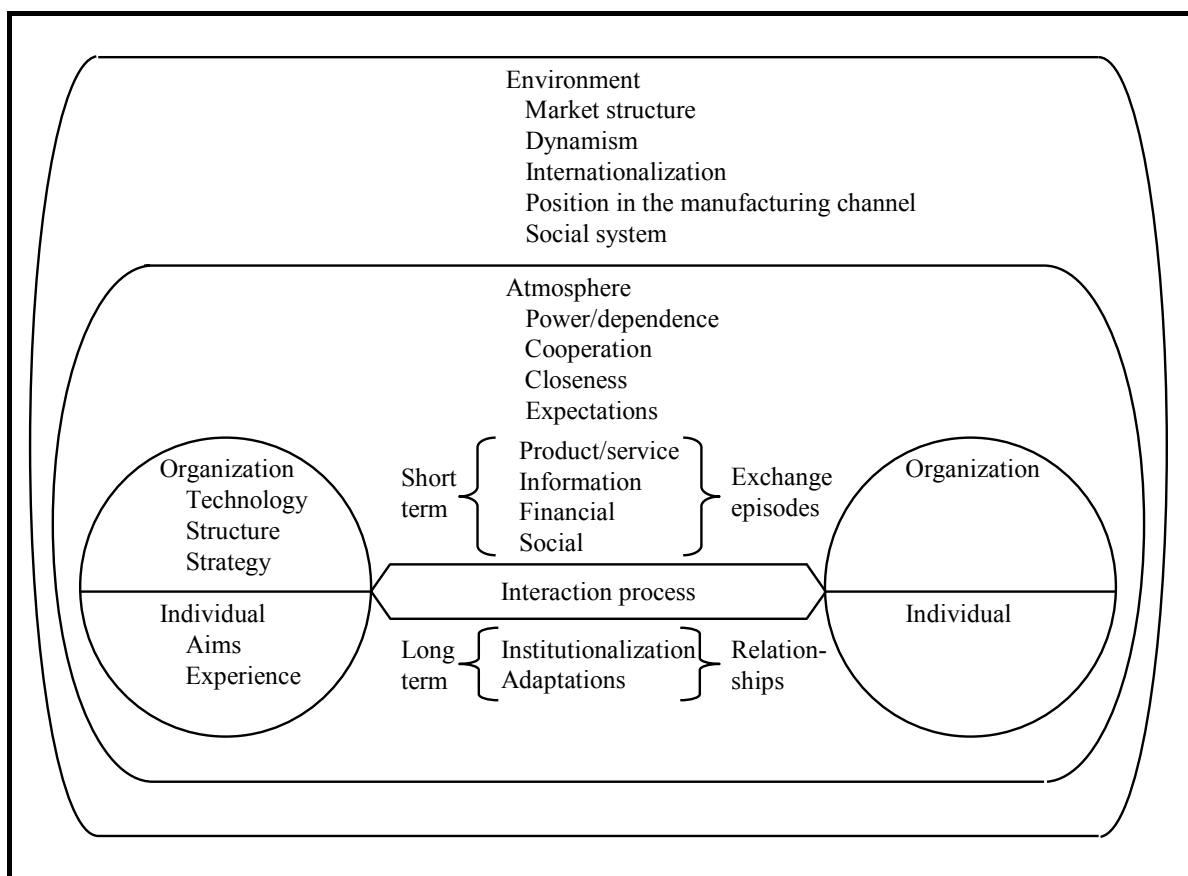 Environment
Market structure
Dynamism
Internationalization
Position in the manufacturing channel
Social system
Atmosphere
Power/dependence
Cooperation
Closeness
Expectations
Organization
Technology
Structure
Strategy
Individual
Aims
Experience
Short
term
Product/service
Information
Financial
Social
Exchange
episodes
Interaction process
Long
term
Institutionalization
Adaptations
Relation-
ships
Organization
Individual